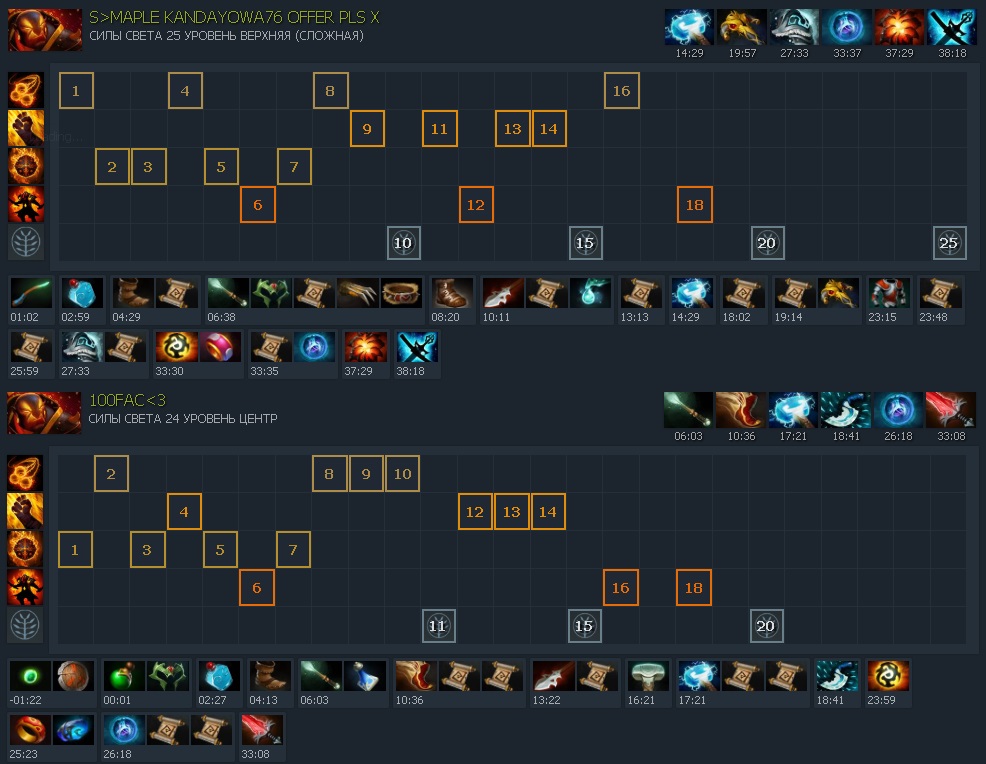 S>MAPLE KANDAYOWA76 OFFER PLS X
СИЛЫ СВЕТА 25 УРОВЕНЬ ВЕРХНЯЯ (СЛОЖНАЯ)
14:29 19:57 27:33 33:37 37:29 38:18
1 4 8 16
9 11 13 14
2 3 5 7
6 12 18
10 15 20 25
01:02 02:59 04:29 06:38 08:20 10:11 13:13 14:29 18:02 19:14 23:15 23:48
25:59 27:33 33:30 33:35 37:29 38:18
100FAC<3
СИЛЫ СВЕТА 24 УРОВЕНЬ ЦЕНТР
06:03 10:36 17:21 18:41 26:18 33:08
2 8 9 10
4 12 13 14
1 3 5 7
6 16 18
11 15 20
-01:22 00:01 02:27 04:13 06:03 10:36 13:22 16:21 17:21 18:41 23:59
25:23 26:18 33:08